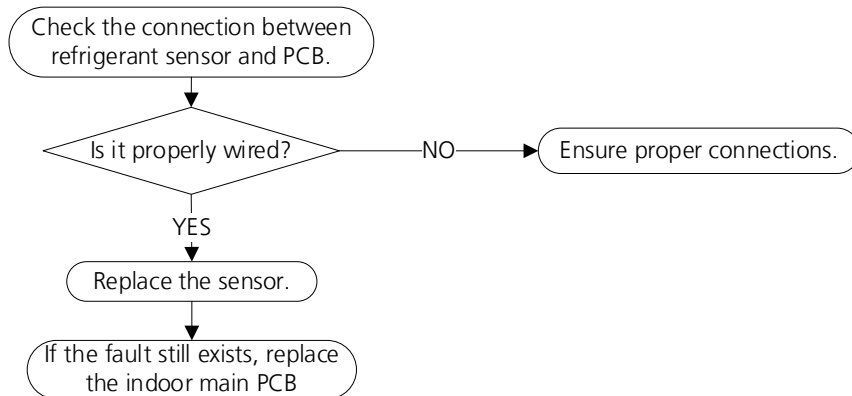 Check the connection between
refrigerant sensor and PCB.
Is it properly wired?
NO
Ensure proper connections.
YES
Replace the sensor.
If the fault still exists, replace
the indoor main PCB